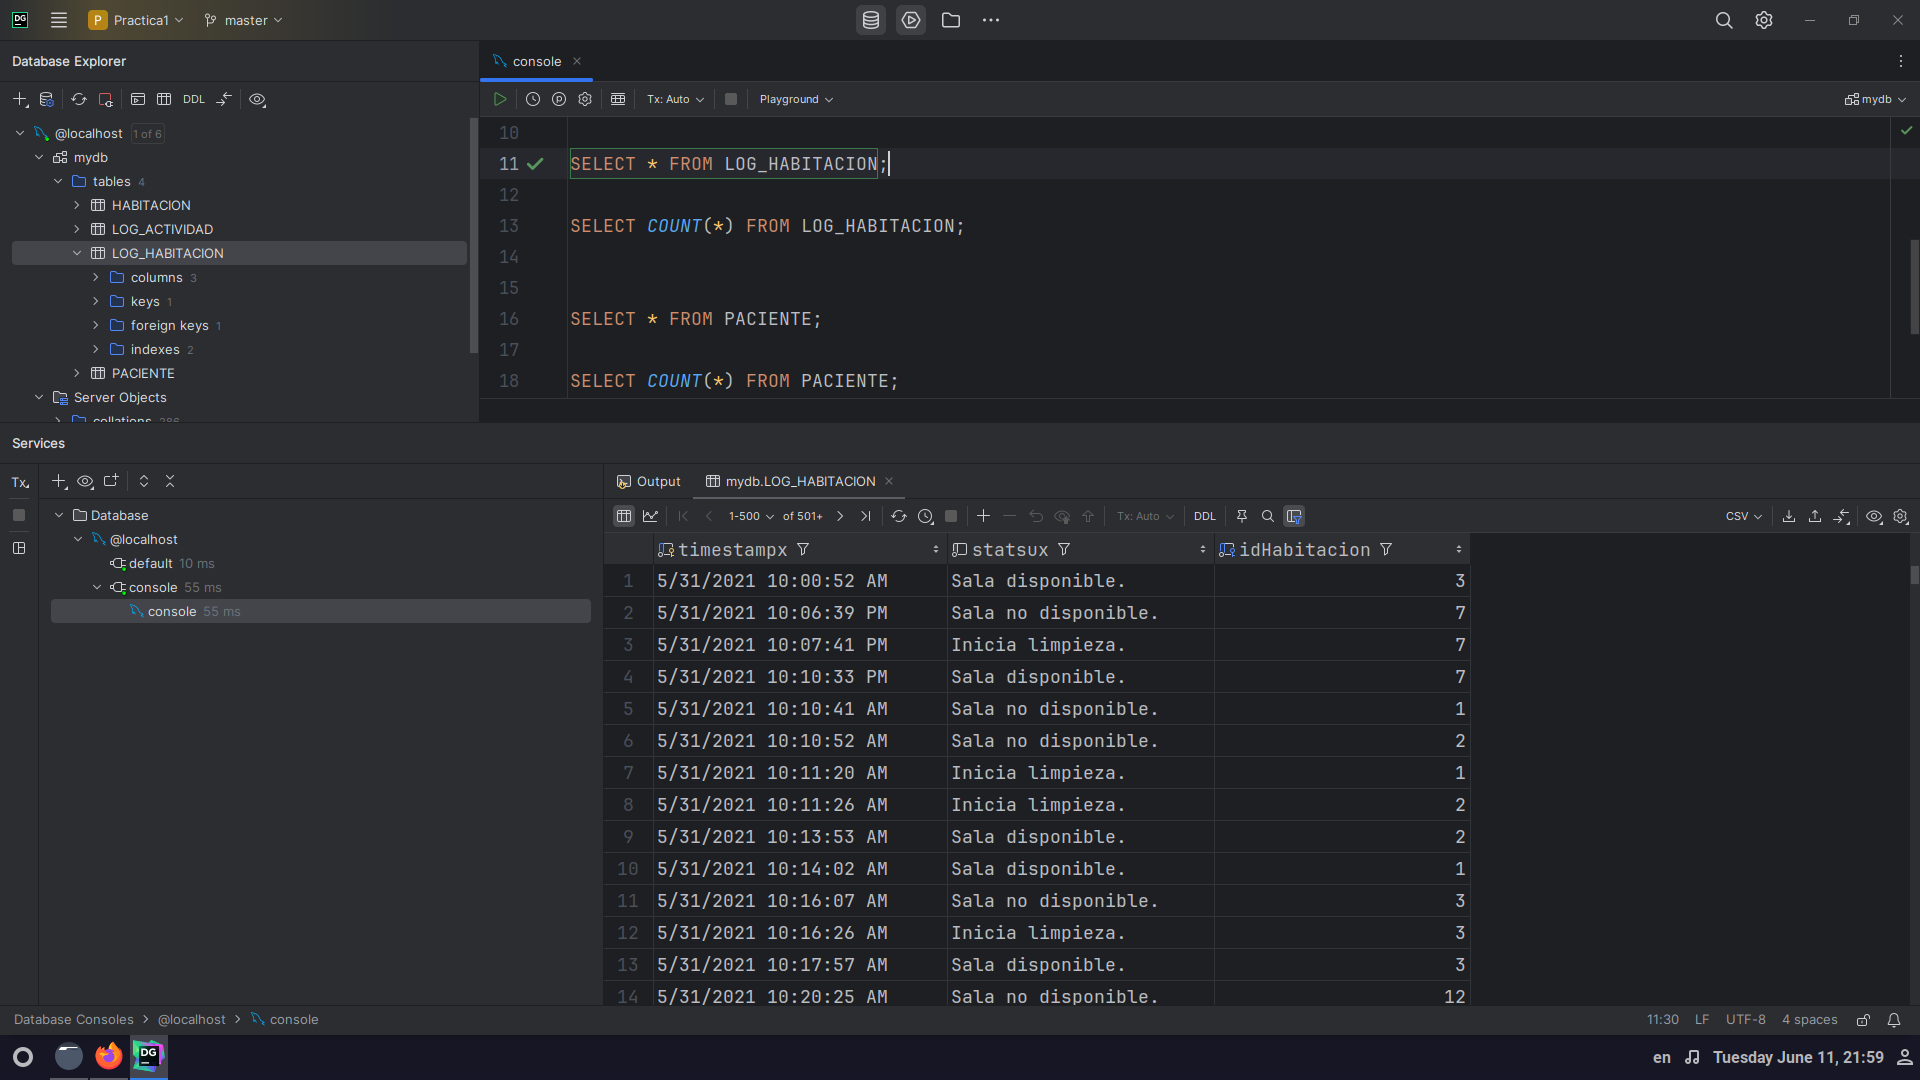 DG P Practica1 master
Database Explorer
console
DDL
Tx: Auto Playground mydb
@localhost 1 of 6
mydb
tables 4
HABITACION
LOG_ACTIVIDAD
LOG_HABITACION
columns 3
keys 1
foreign keys 1
indexes 2
PACIENTE
Server Objects
collations 286
10
11 SELECT * FROM LOG_HABITACION;
12
13 SELECT COUNT(*) FROM LOG_HABITACION;
14
15
16 SELECT * FROM PACIENTE;
17
18 SELECT COUNT(*) FROM PACIENTE;
Services
Tx
Database
@localhost
default 10 ms
console 55 ms
console 55 ms
Output mydb.LOG_HABITACION
1-500 of 501+ Tx: Auto DDL CSV
timestampx statsux idHabitacion
1 5/31/2021 10:00:52 AM Sala disponible. 3
2 5/31/2021 10:06:39 PM Sala no disponible. 7
3 5/31/2021 10:07:41 PM Inicia limpieza. 7
4 5/31/2021 10:10:33 PM Sala disponible. 7
5 5/31/2021 10:10:41 AM Sala no disponible. 1
6 5/31/2021 10:10:52 AM Sala no disponible. 2
7 5/31/2021 10:11:20 AM Inicia limpieza. 1
8 5/31/2021 10:11:26 AM Inicia limpieza. 2
9 5/31/2021 10:13:53 AM Sala disponible. 2
10 5/31/2021 10:14:02 AM Sala disponible. 1
11 5/31/2021 10:16:07 AM Sala no disponible. 3
12 5/31/2021 10:16:26 AM Inicia limpieza. 3
13 5/31/2021 10:17:57 AM Sala disponible. 3
14 5/31/2021 10:20:25 AM Sala no disponible. 12
Database Consoles > @localhost > console
11:30 LF UTF-8 4 spaces
DG
en Tuesday June 11, 21:59